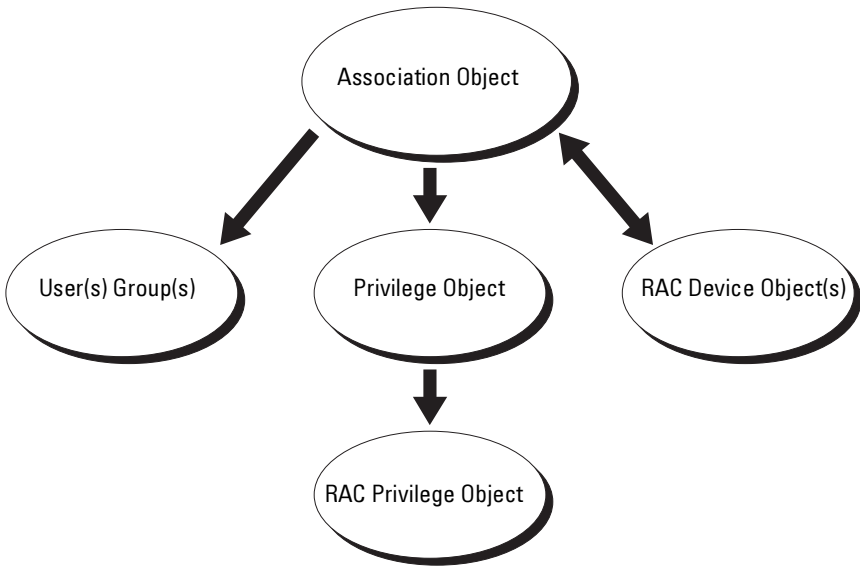 Association Object
User(s) Group(s)
Privilege Object
RAC Device Object(s)
RAC Privilege Object